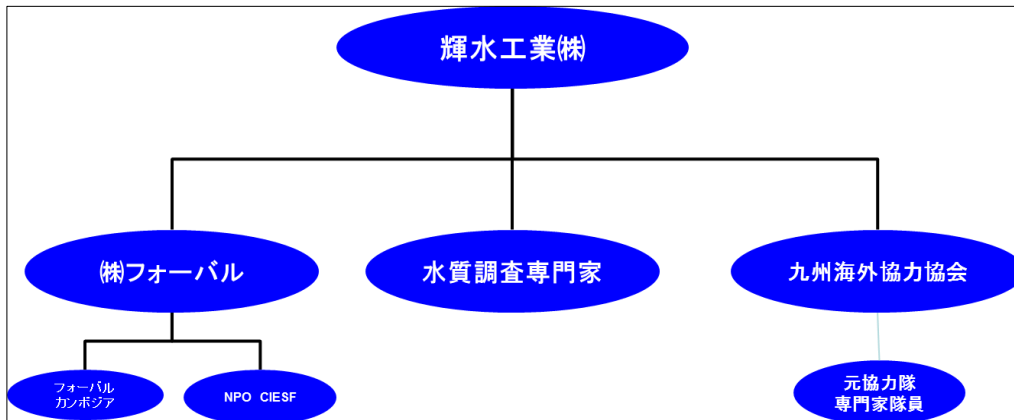 輝水工業㈱
㈱フォーバル
水質調査専門家
九州海外協力協会
フォーバル
カンボジア
NPO CIESF
元協力隊
専門家隊員